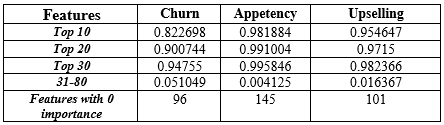 Features Churn Appetency Upselling
Top 10 0.822698 0.981884 0.954647
Top 20 0.900744 0.991004 0.9715
Top 30 0.94755 0.995846 0.982366
31-80 0.051049 0.004125 0.016367
Features with 0 importance 96 145 101